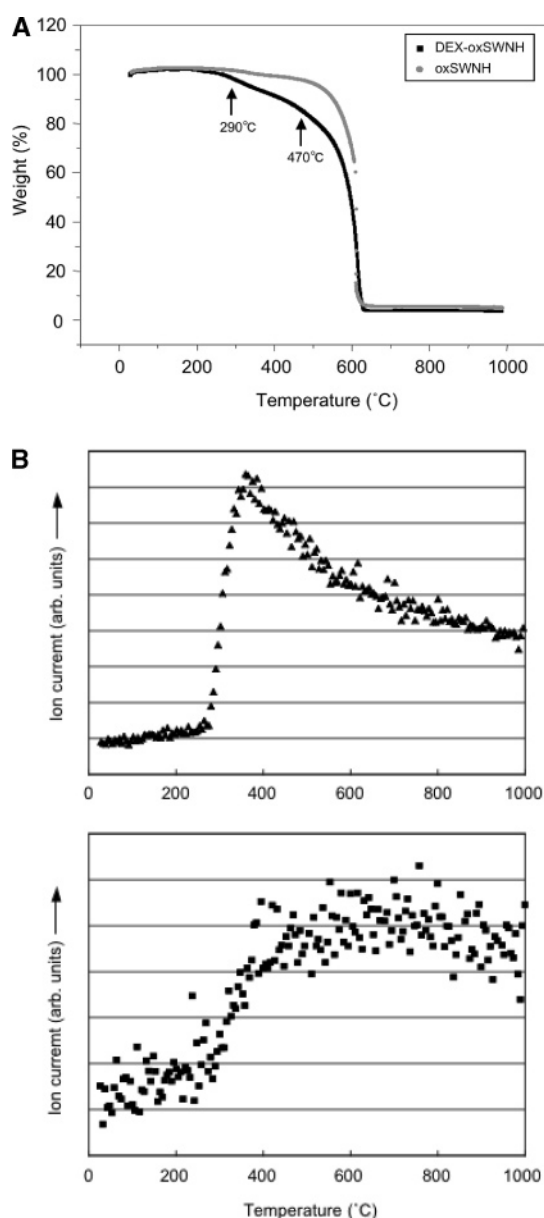 A
120
100
80
60
40
20
0
Weight (%)
DEX-oxSWNH
oxSWNH
290°C
470°C
0 200 400 600 800 1000
Temperature (˚C)
B
Ion curremt (arb. units)
0 200 400 600 800 1000
Ion curremt (arb. units)
0 200 400 600 800 1000
Temperature (˚C)